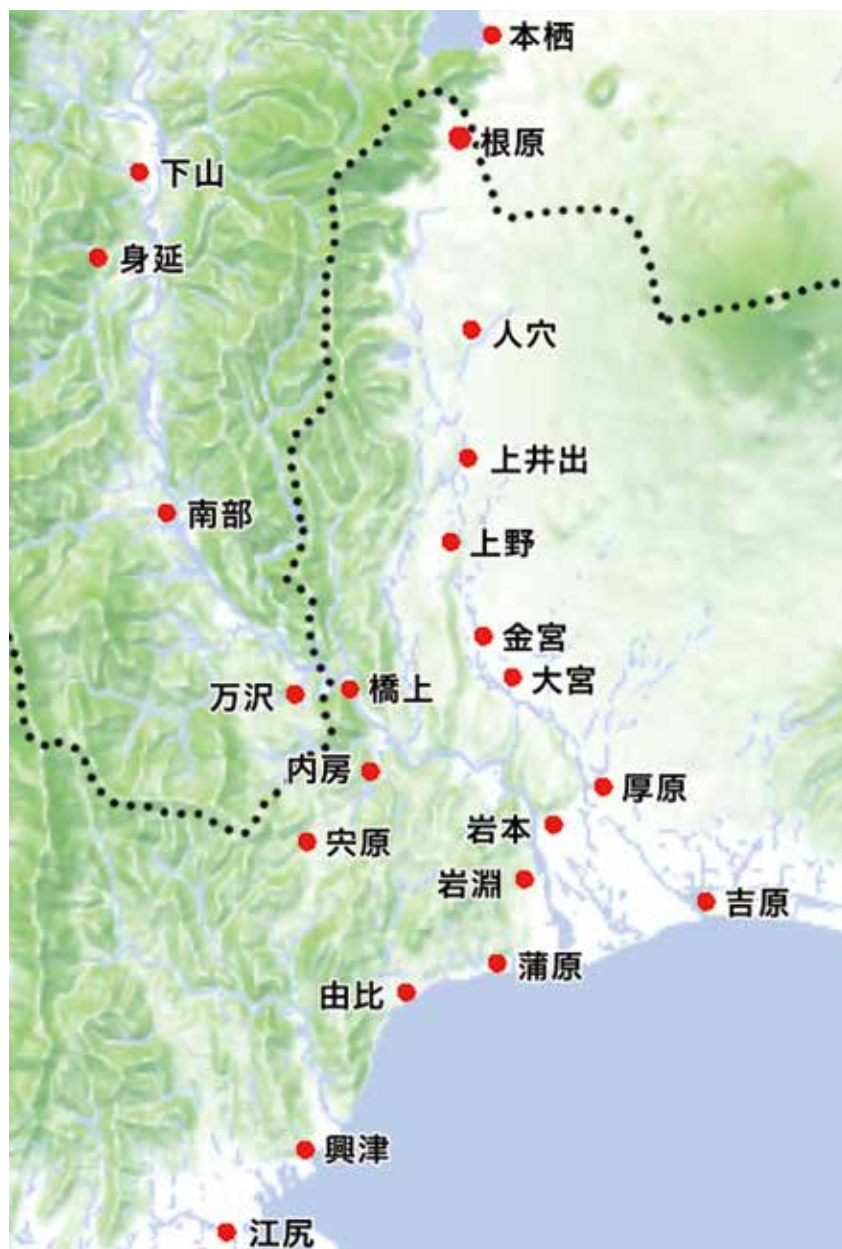 本栖
根原
下山
身延
人穴
上井出
南部
上野
金宮
大宮
万沢
橋上
内房
厚原
岩本
宍原
岩淵
吉原
蒲原
由比
興津
江尻